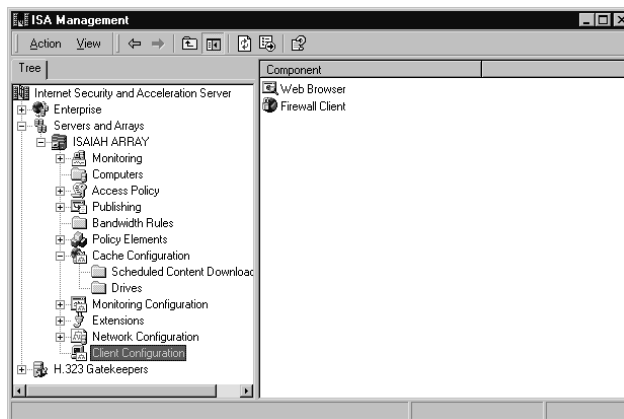 ISA Management
Action View
Tree
Component
Internet Security and Acceleration Server
Web Browser
Enterprise
Firewall Client
Servers and Arrays
ISAIAH ARRAY
Monitoring
Computers
Access Policy
Publishing
Bandwidth Rules
Policy Elements
Cache Configuration
Scheduled Content Downloac
Drives
Monitoring Configuration
Extensions
Network Configuration
Client Configuration
H.323 Gatekeepers